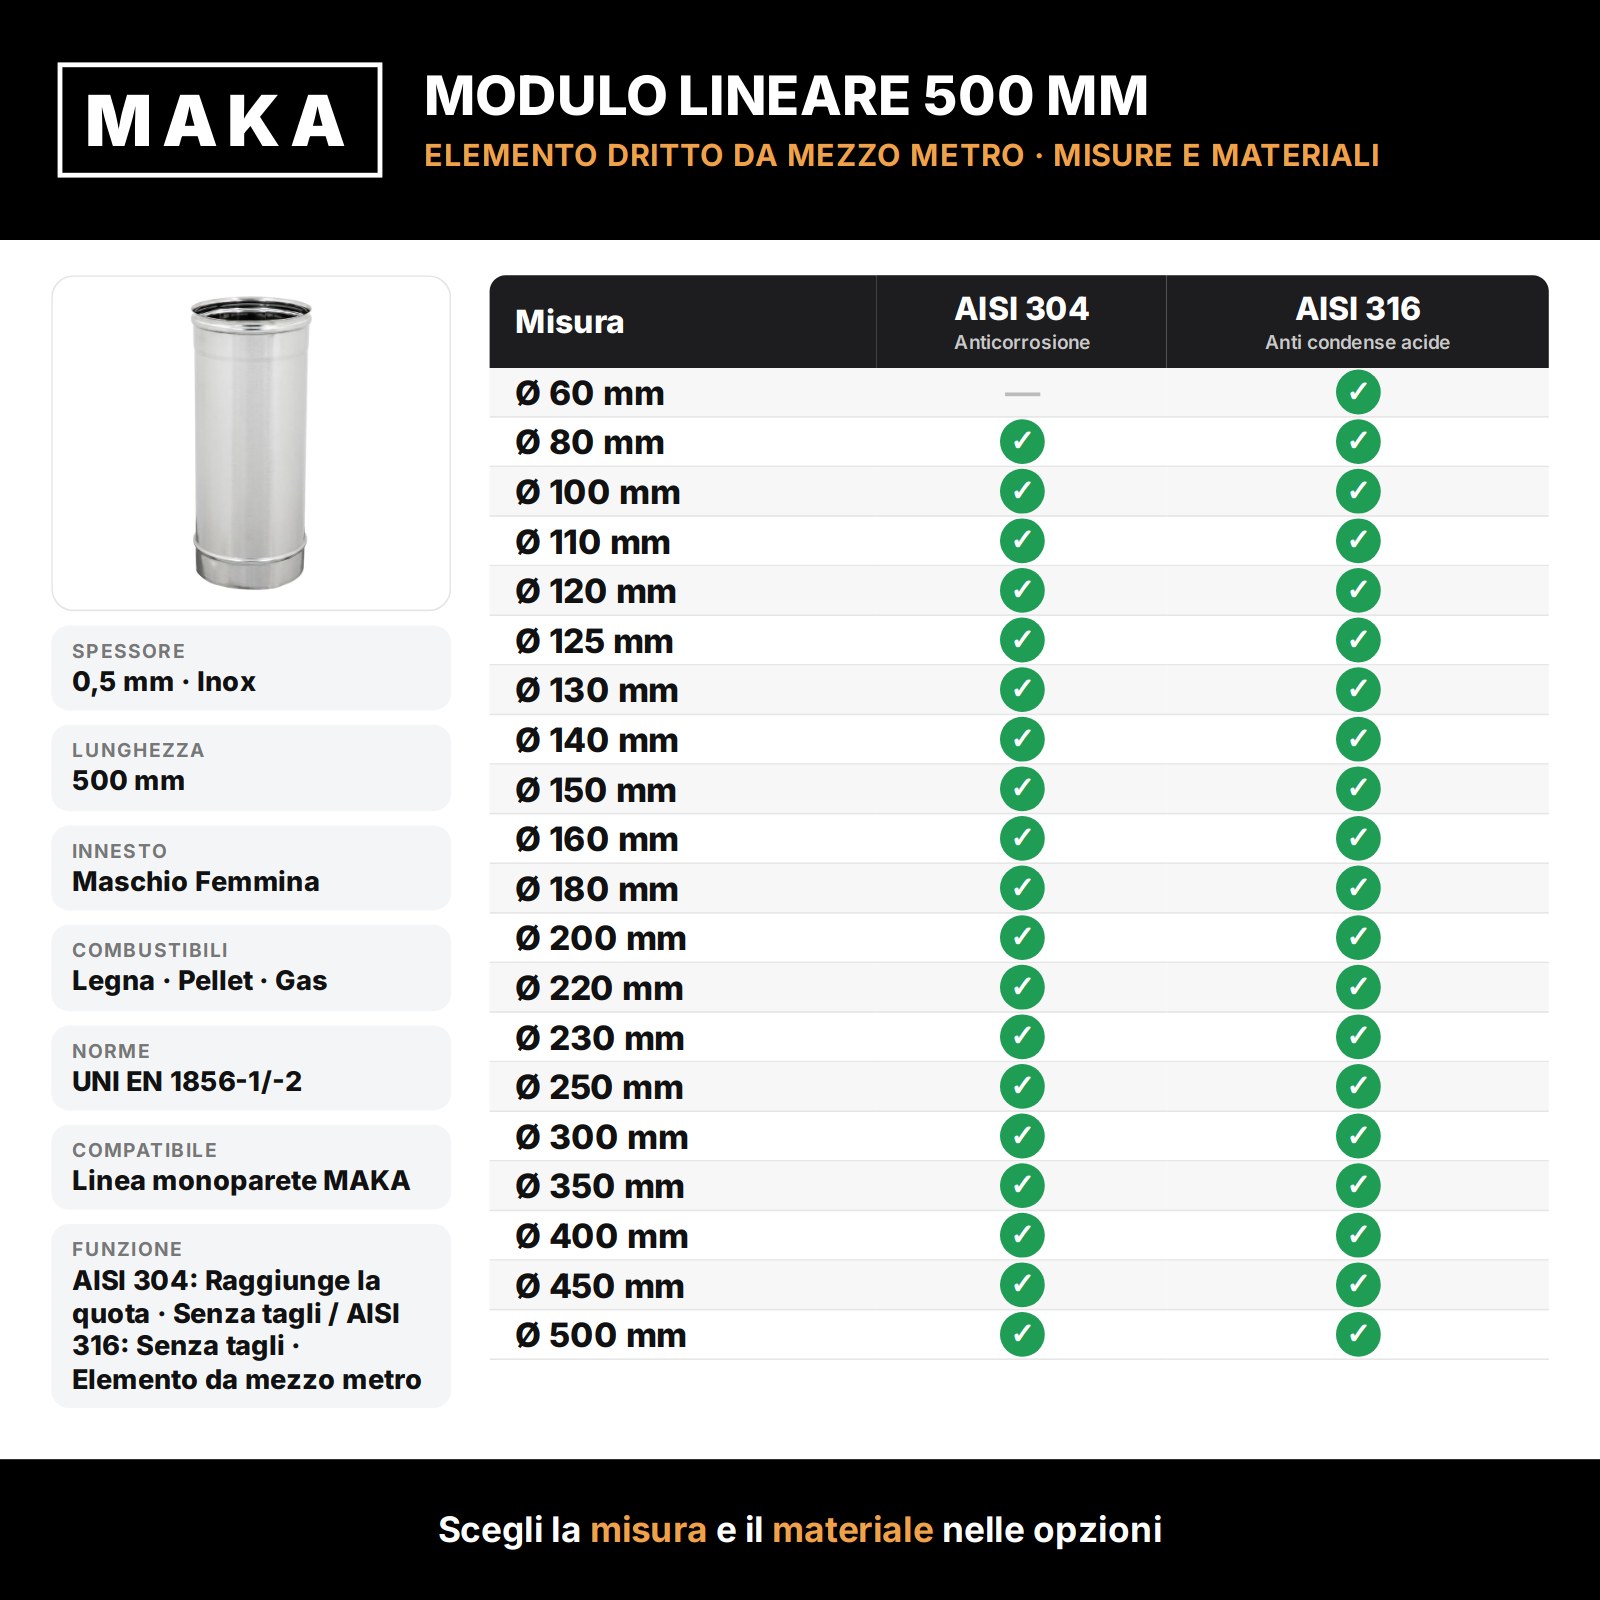 MAKA
MODULO LINEARE 500 MM
ELEMENTO DRITTO DA MEZZO METRO · MISURE E MATERIALI
SPESSORE
0,5 mm · Inox
LUNGHEZZA
500 mm
INNESTO
Maschio Femmina
COMBUSTIBILI
Legna · Pellet · Gas
NORME
UNI EN 1856-1/-2
COMPATIBILE
Linea monoparete MAKA
FUNZIONE
AISI 304: Raggiunge la
quota · Senza tagli / AISI
316: Senza tagli ·
Elemento da mezzo metro
Misura AISI 304 AISI 316
Anticorrosione Anti condense acide
Ø 60 mm — ✓
Ø 80 mm ✓ ✓
Ø 100 mm ✓ ✓
Ø 110 mm ✓ ✓
Ø 120 mm ✓ ✓
Ø 125 mm ✓ ✓
Ø 130 mm ✓ ✓
Ø 140 mm ✓ ✓
Ø 150 mm ✓ ✓
Ø 160 mm ✓ ✓
Ø 180 mm ✓ ✓
Ø 200 mm ✓ ✓
Ø 220 mm ✓ ✓
Ø 230 mm ✓ ✓
Ø 250 mm ✓ ✓
Ø 300 mm ✓ ✓
Ø 350 mm ✓ ✓
Ø 400 mm ✓ ✓
Ø 450 mm ✓ ✓
Ø 500 mm ✓ ✓
Scegli la misura e il materiale nelle opzioni